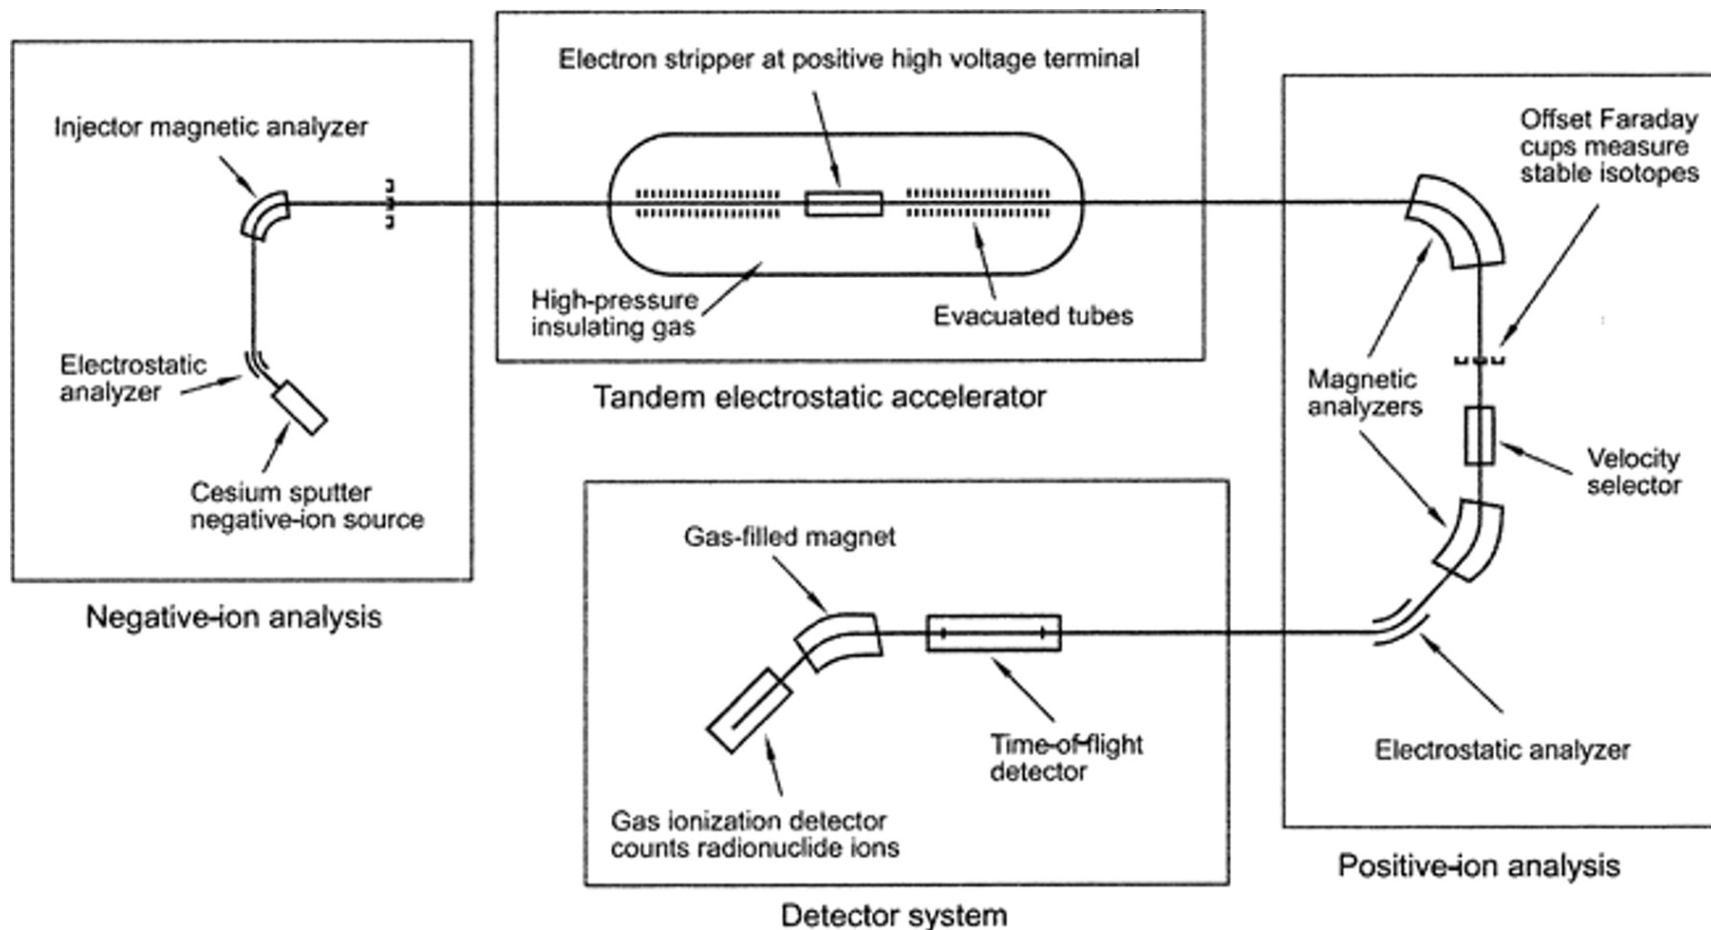 Injector magnetic analyzer
Electrostatic
analyzer
Cesium sputter
negative-ion source
Negative-ion analysis
Electron stripper at positive high voltage terminal
High-pressure
insulating gas
Evacuated tubes
Tandem electrostatic accelerator
Offset Faraday
cups measure
stable isotopes
Magnetic
analyzers
Velocity
selector
Electrostatic analyzer
Positive-ion analysis
Gas-filled magnet
Time-of-flight
detector
Gas ionization detector
counts radionuclide ions
Detector system